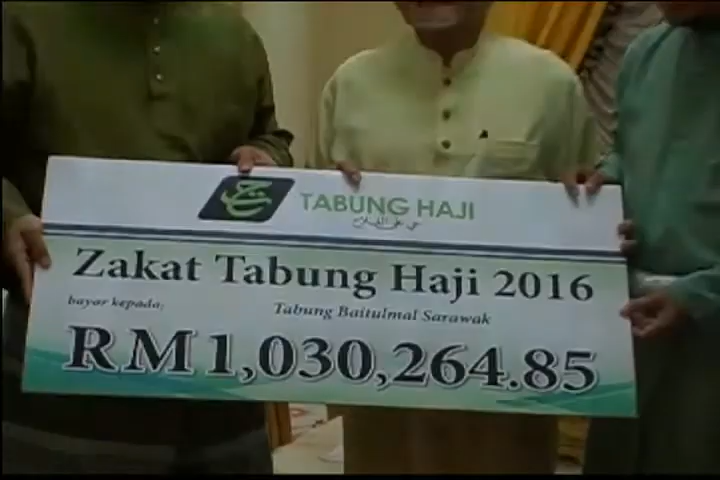 TABUNG HAJI
Zakat Tabung Haji 2016
bayar kepada:
Tabung Baitulmal Sarawak
RM1,030,264.85